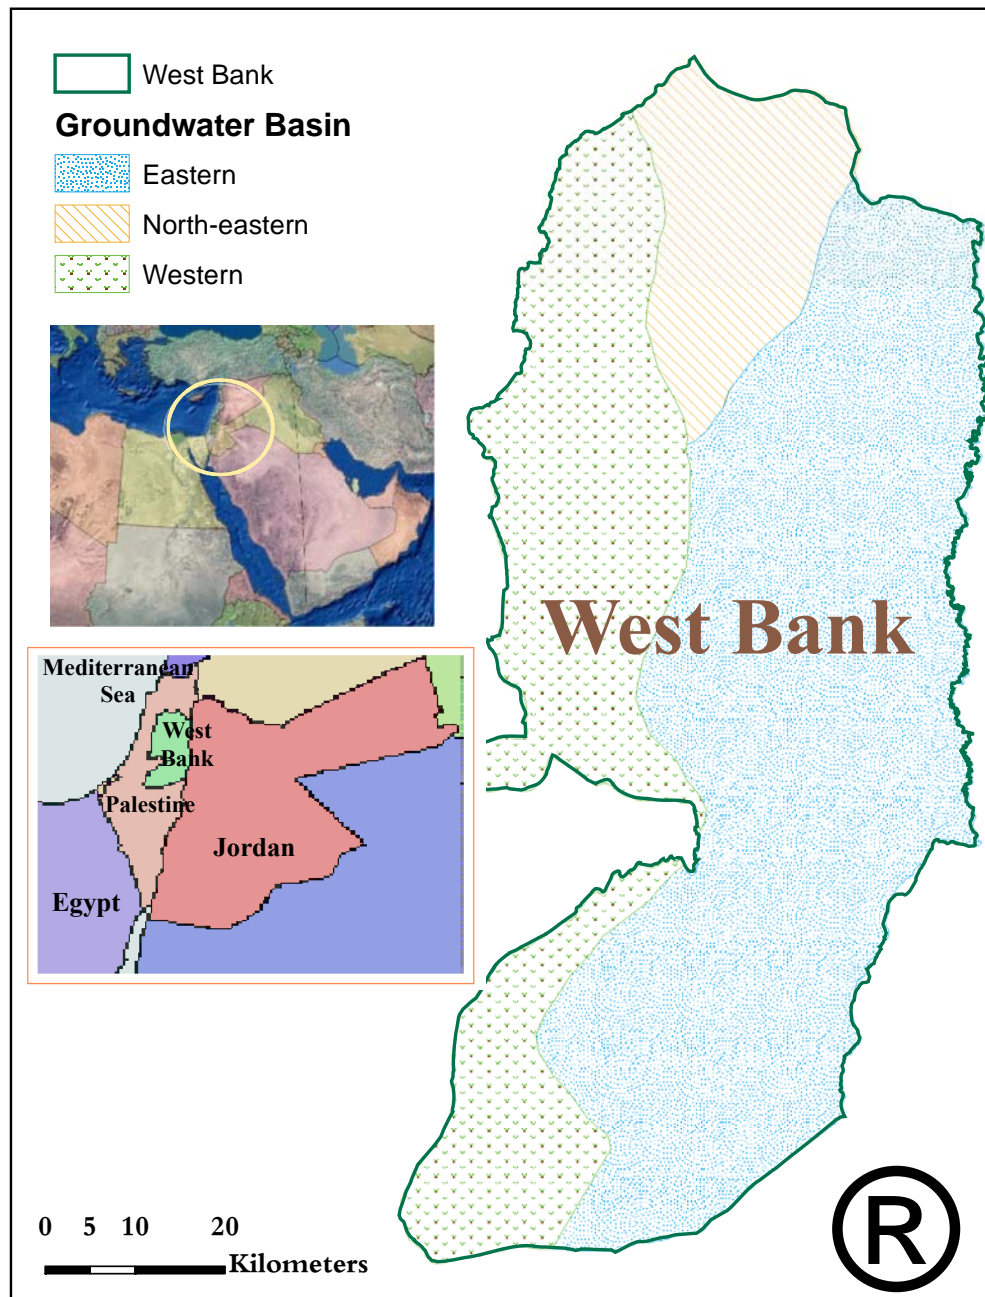 West Bank
Groundwater Basin
Eastern
North-eastern
Western
West Bank
Mediterranean
Sea
West
Bank
Palestine
Jordan
Egypt
0 5 10 20
Kilometers
®